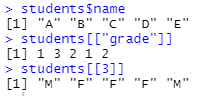 > students$name
[1] "A" "B" "C" "D" "E"
> students[["grade"]]
[1] 1 3 2 1 2
> students[[3]]
[1] "M" "F" "F" "F" "M"